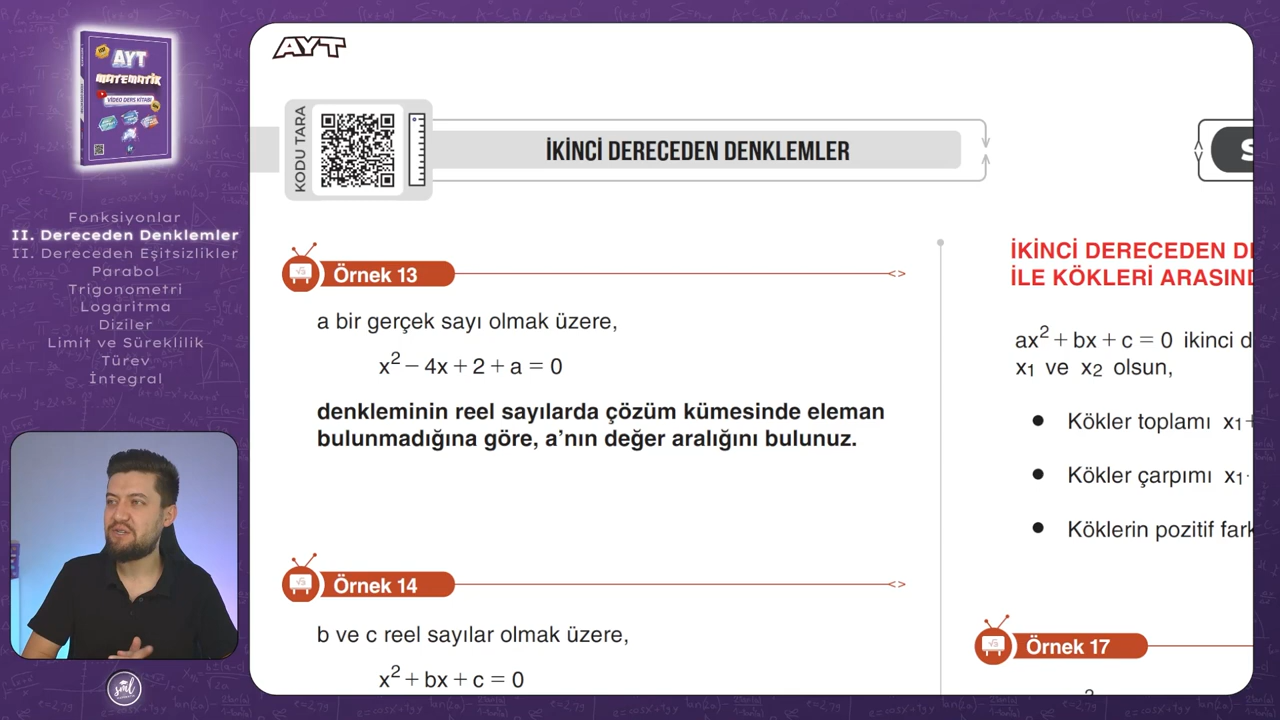 AYT
MATEMATİK
VİDEO DERS KİTABI
Fonksiyonlar
II. Dereceden Denklemler
II. Dereceden Eşitsizlikler
Parabol
Trigonometri
Logaritma
Diziler
Limit ve Süreklilik
Türev
İntegral
sml
AYT
KODU TARA
İKİNCİ DERECEDEN DENKLEMLER
S
Örnek 13
a bir gerçek sayı olmak üzere,
x² − 4x + 2 + a = 0
denkleminin reel sayılarda çözüm kümesinde eleman
bulunmadığına göre, a’nın değer aralığını bulunuz.
Örnek 14
b ve c reel sayılar olmak üzere,
x² + bx + c = 0
İKİNCİ DERECEDEN DE
İLE KÖKLERİ ARASIND
ax² + bx + c = 0 ikinci d
x₁ ve x₂ olsun,
● Kökler toplamı x₁+
● Kökler çarpımı x₁·
● Köklerin pozitif fark
Örnek 17
2